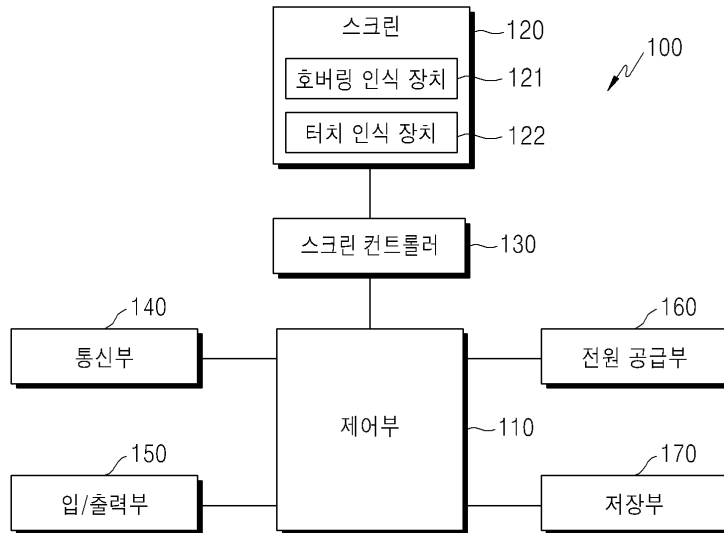 스크린
120
100
호버링 인식 장치
121
터치 인식 장치
122
스크린 컨트롤러
130
140
160
통신부
전원 공급부
제어부
110
150
170
입/출력부
저장부